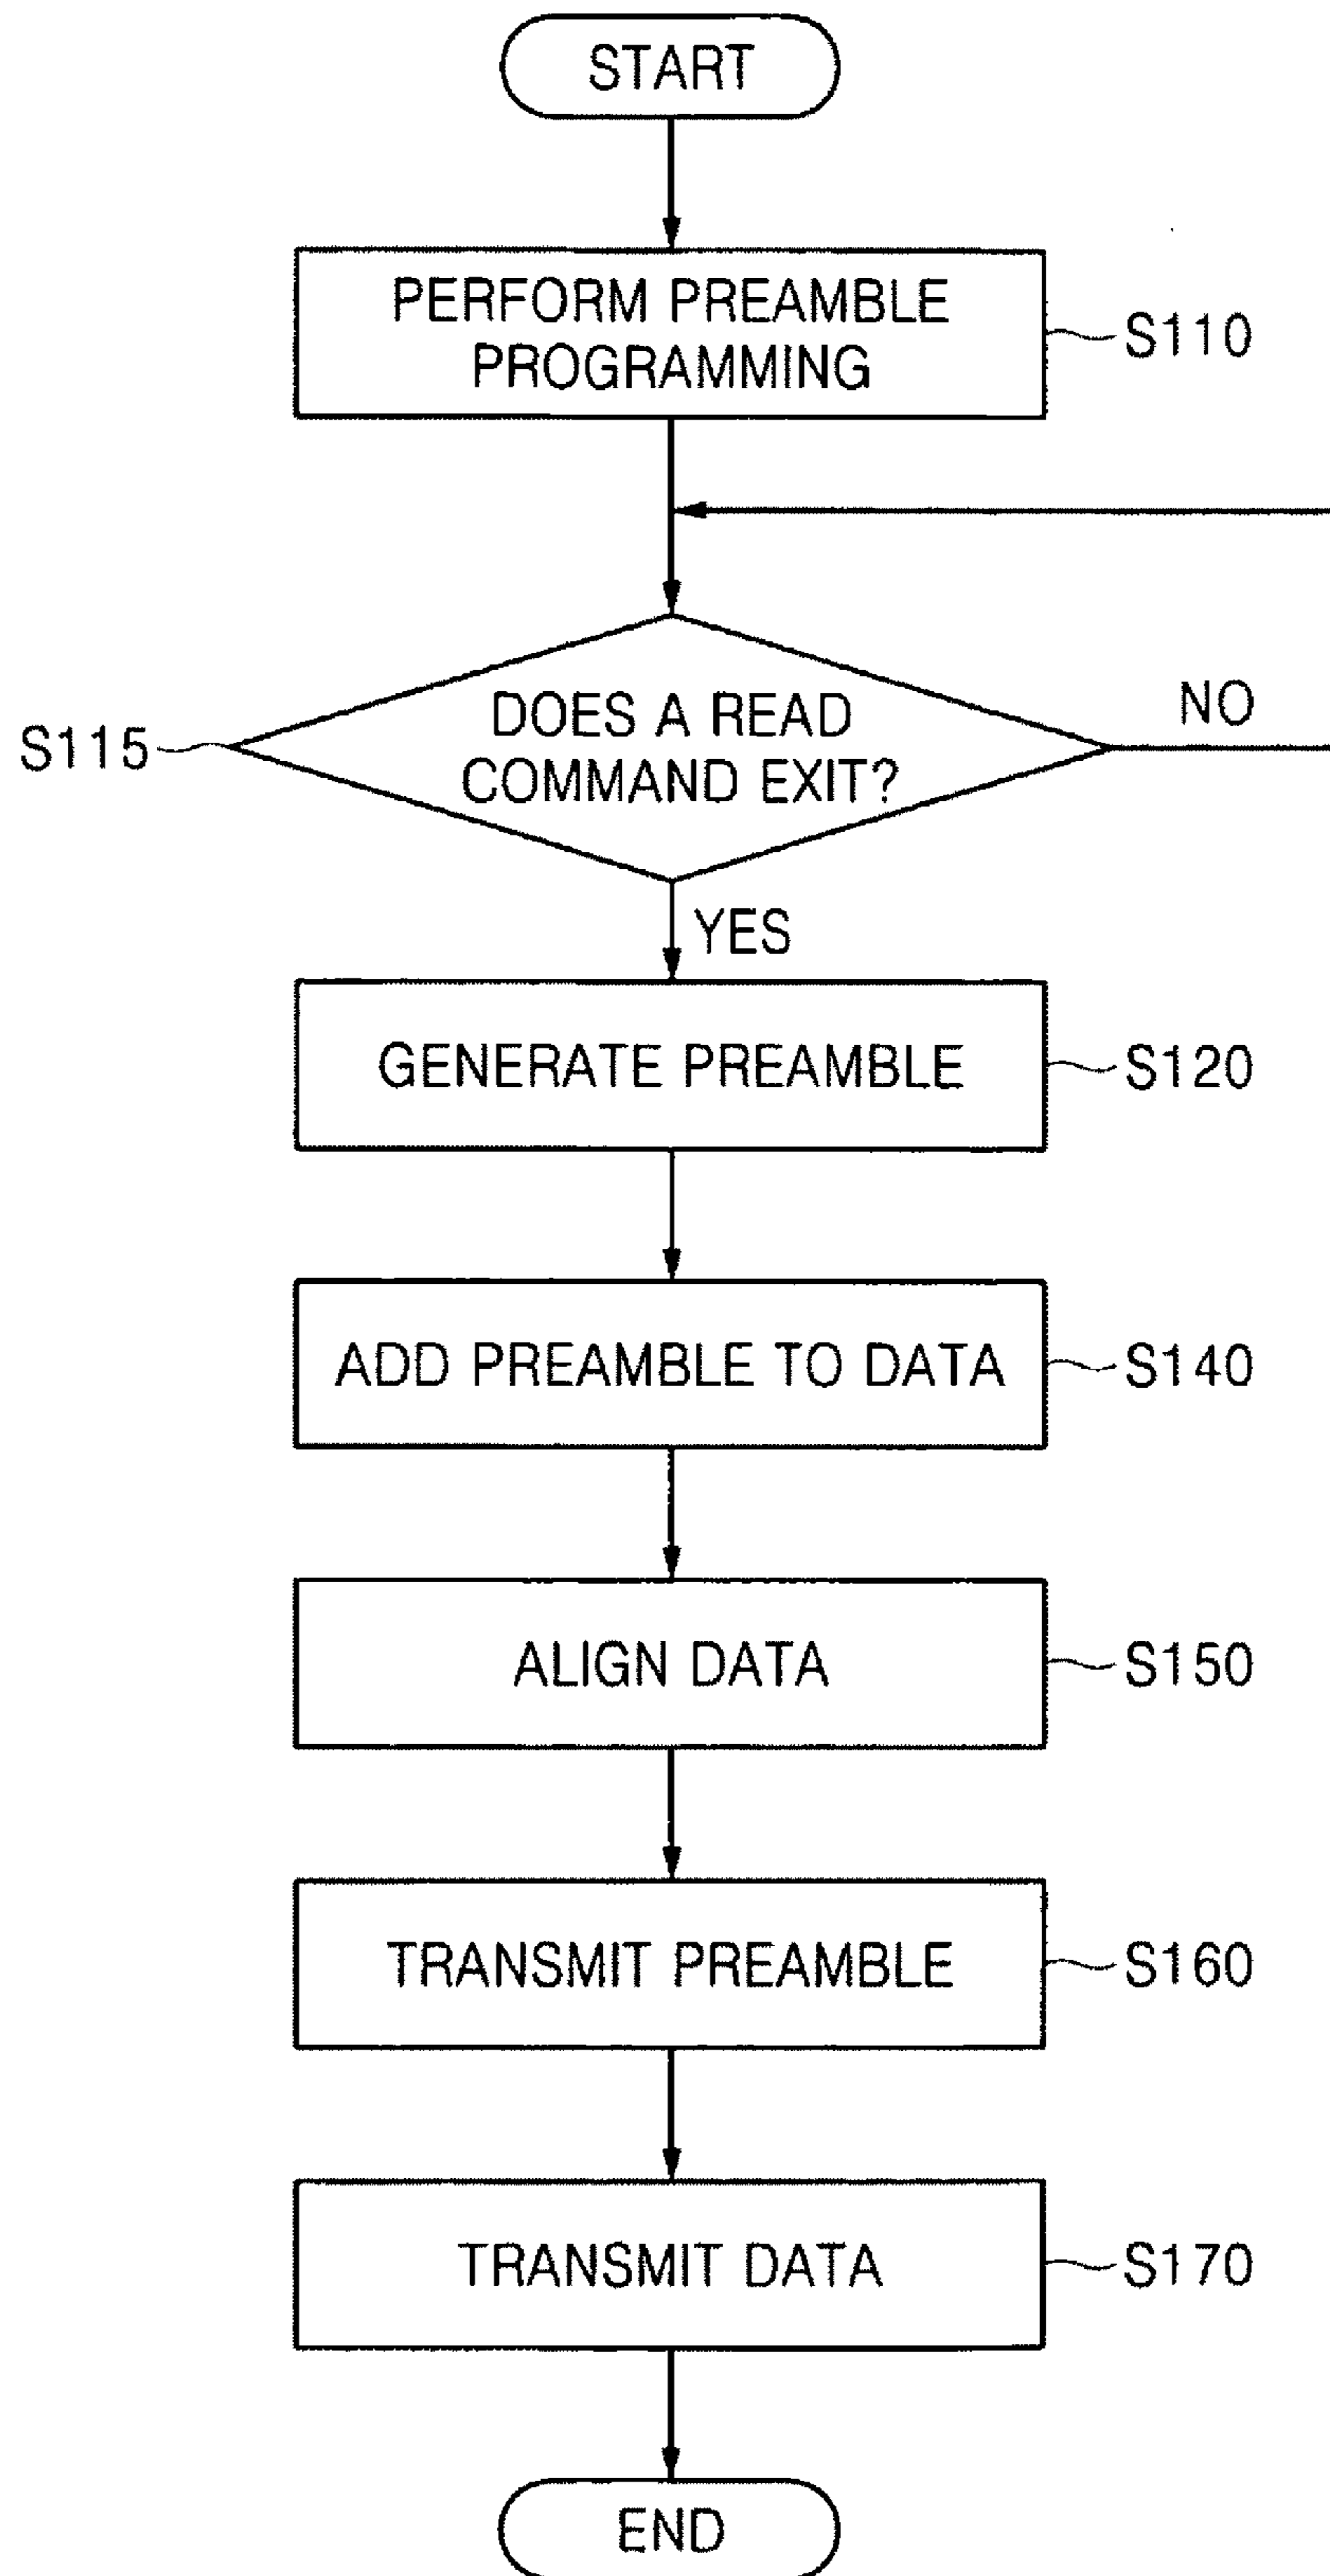 START
PERFORM PREAMBLE
PROGRAMMING
S110
DOES A READ
COMMAND EXIT?
S115
NO
YES
GENERATE PREAMBLE
S120
ADD PREAMBLE TO DATA
S140
ALIGN DATA
S150
TRANSMIT PREAMBLE
S160
TRANSMIT DATA
S170
END